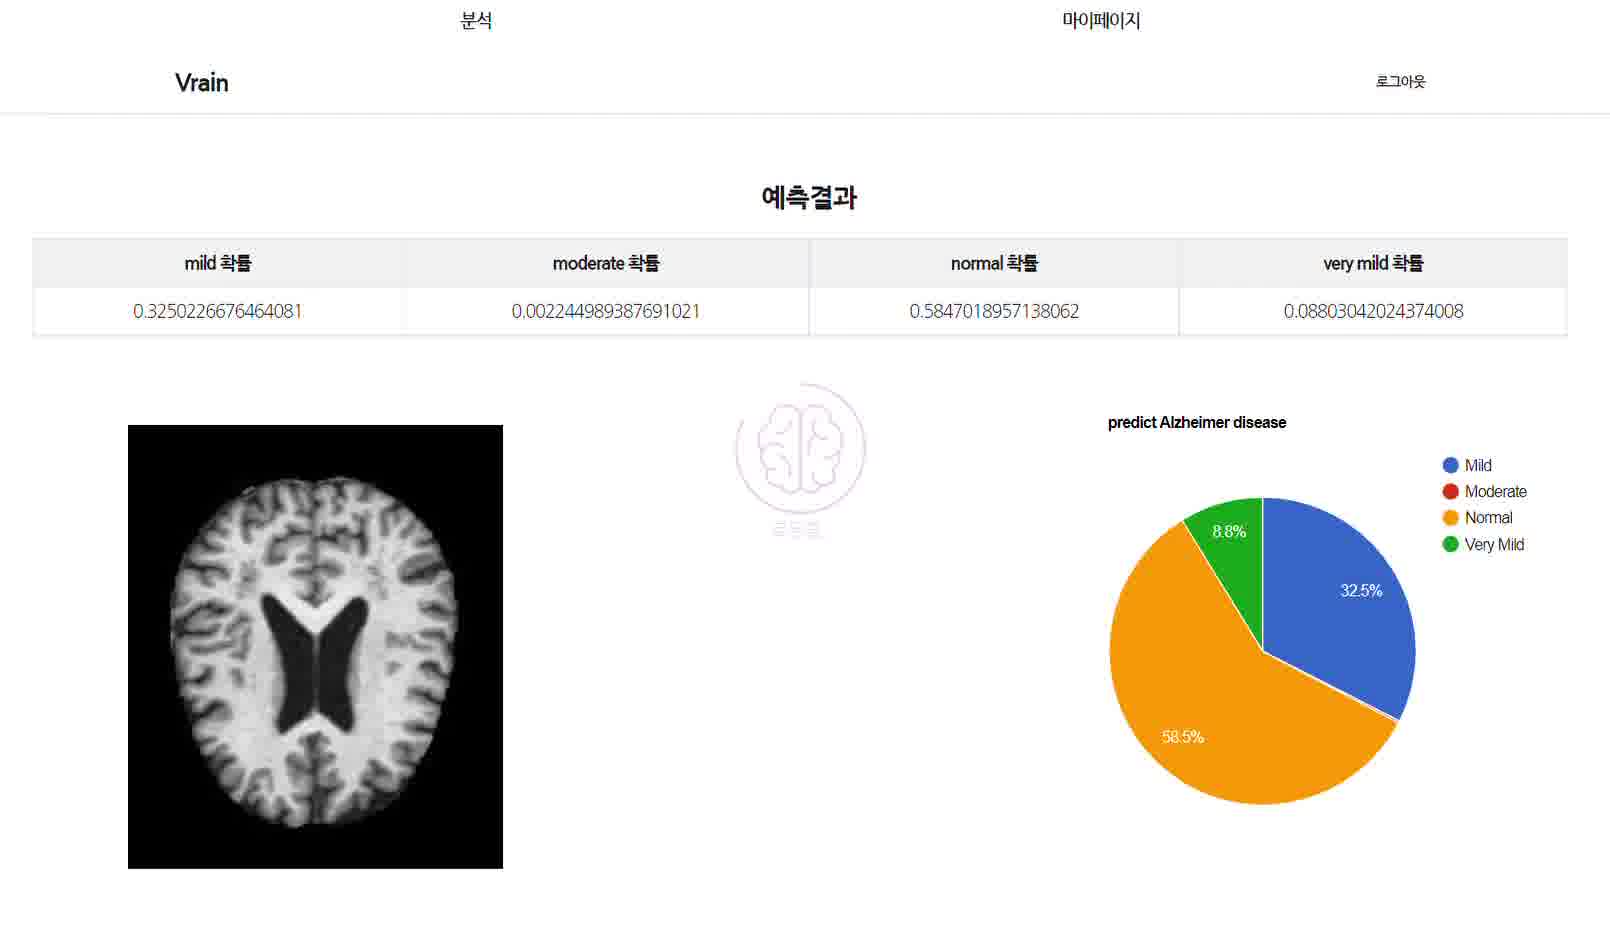 분석 마이페이지
Vrain 로그아웃
예측결과
mild 확률 moderate 확률 normal 확률 very mild 확률
0.3250226676464081 0.002244989387691021 0.5847018957138062 0.08803042024374008
predict Alzheimer disease
Mild
Moderate
Normal
Very Mild
8.8%
32.5%
58.5%